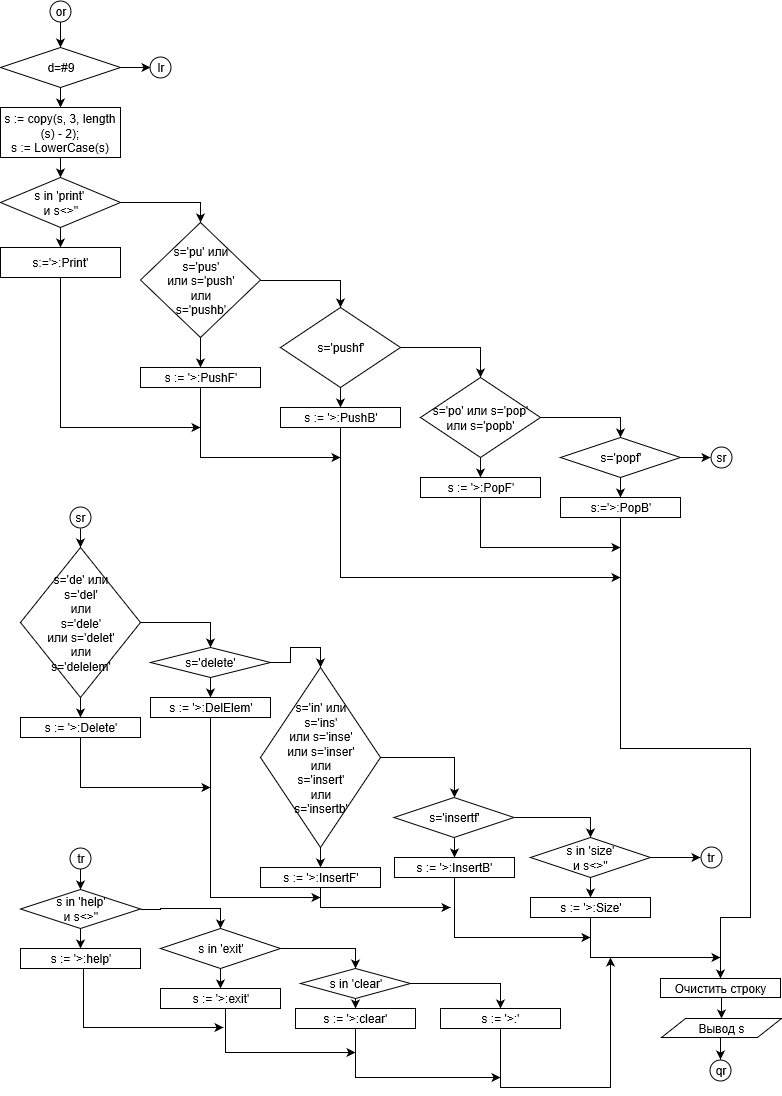 or
d=#9
lr
s := copy(s, 3, length
(s) - 2);
s := LowerCase(s)
s in 'print'
и s<>''
s:='>:Print'
s='pu' или
s='pus'
или s='push'
или
s='pushb'
s := '>:PushF'
s='pushf'
s := '>:PushB'
s='po' или s='pop'
или s='popb'
s := '>:PopF'
s='popf'
sr
s:='>:PopB'
sr
s='de' или
s='del'
или
s='dele'
или s='delet'
или
s='delelem'
s := '>:Delete'
s='delete'
s := '>:DelElem'
s='in' или
s='ins'
или s='inse'
или s='inser'
или
s='insert'
или
s='insertb'
s := '>:InsertF'
s='insertf'
s := '>:InsertB'
s in 'size'
и s<>''
tr
s := '>:Size'
tr
s in 'help'
и s<>''
s := '>:help'
s in 'exit'
s := '>:exit'
s in 'clear'
s := '>:clear'
s := '>:'
Очистить строку
Вывод s
qr